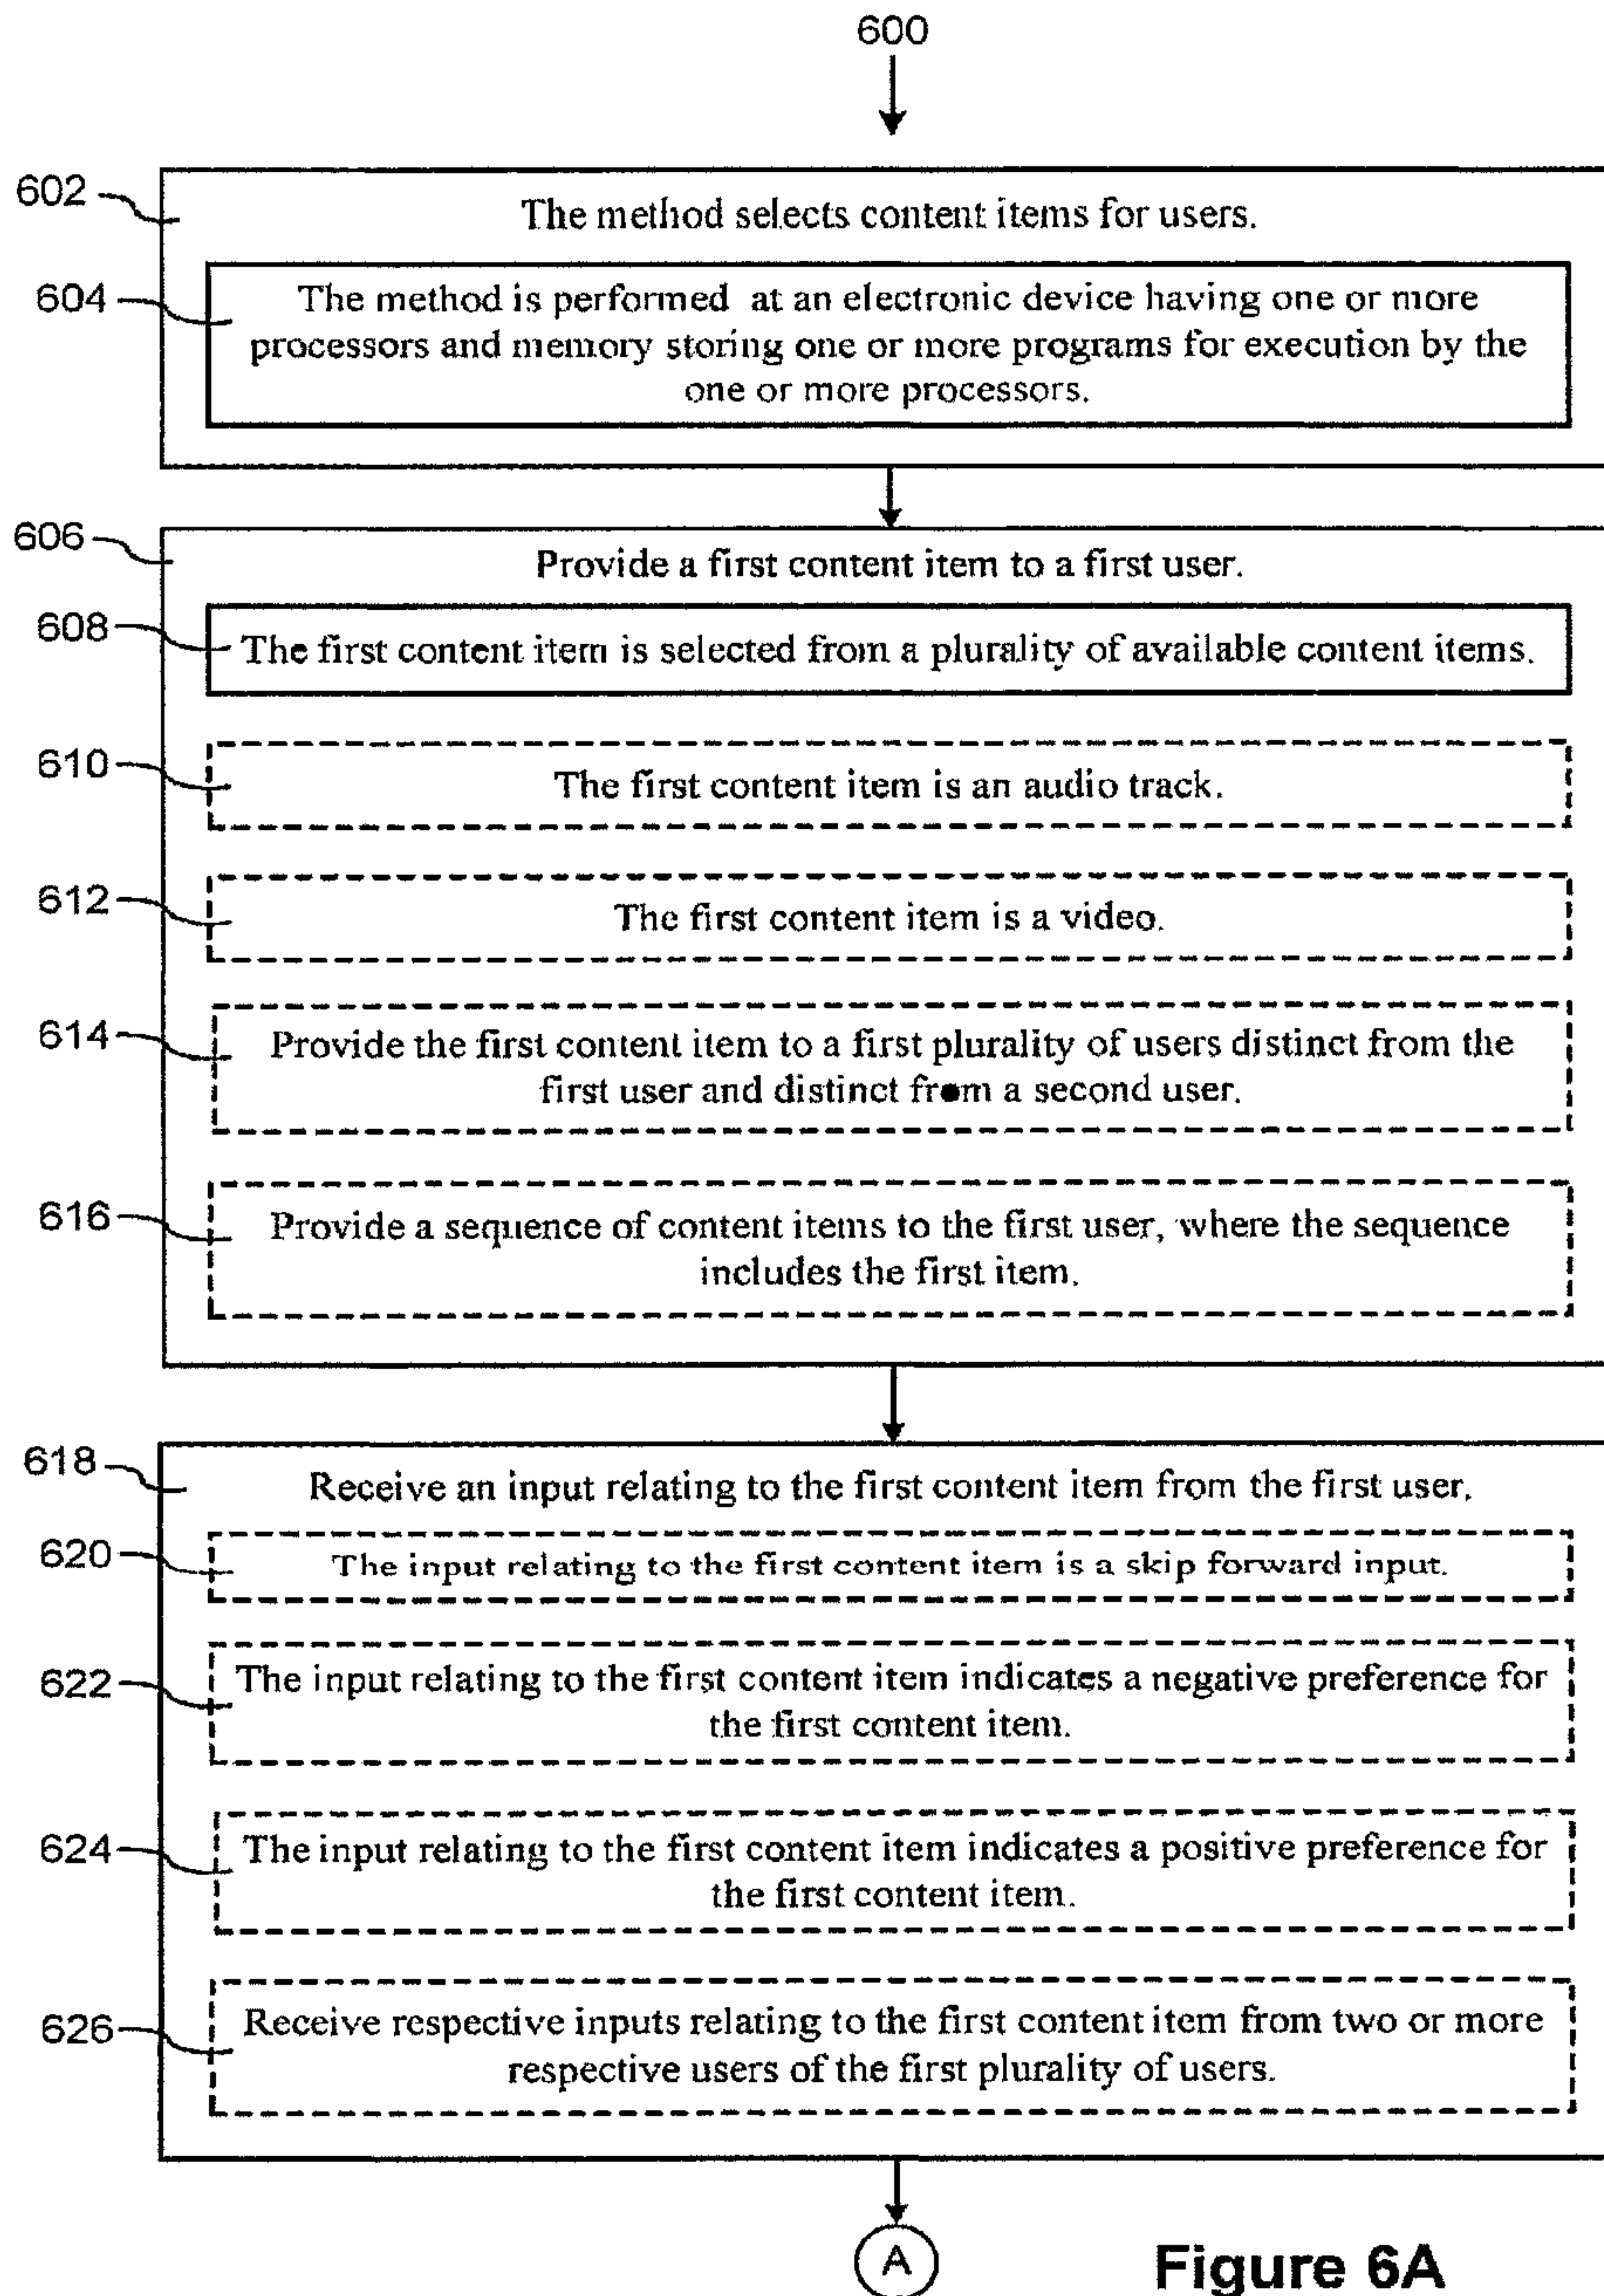 600
602
The method selects content items for users.
604
The method is performed at an electronic device having one or more
processors and memory storing one or more programs for execution by the
one or more processors.
606
Provide a first content item to a first user.
608
The first content item is selected from a plurality of available content items.
610
The first content item is an audio track.
612
The first content item is a video.
614
Provide the first content item to a first plurality of users distinct from the
first user and distinct from a second user.
616
Provide a sequence of content items to the first user, where the sequence
includes the first item.
618
Receive an input relating to the first content item from the first user.
620
The input relating to the first content item is a skip forward input.
622
The input relating to the first content item indicates a negative preference for
the first content item.
624
The input relating to the first content item indicates a positive preference for
the first content item.
626
Receive respective inputs relating to the first content item from two or more
respective users of the first plurality of users.
A
Figure 6A